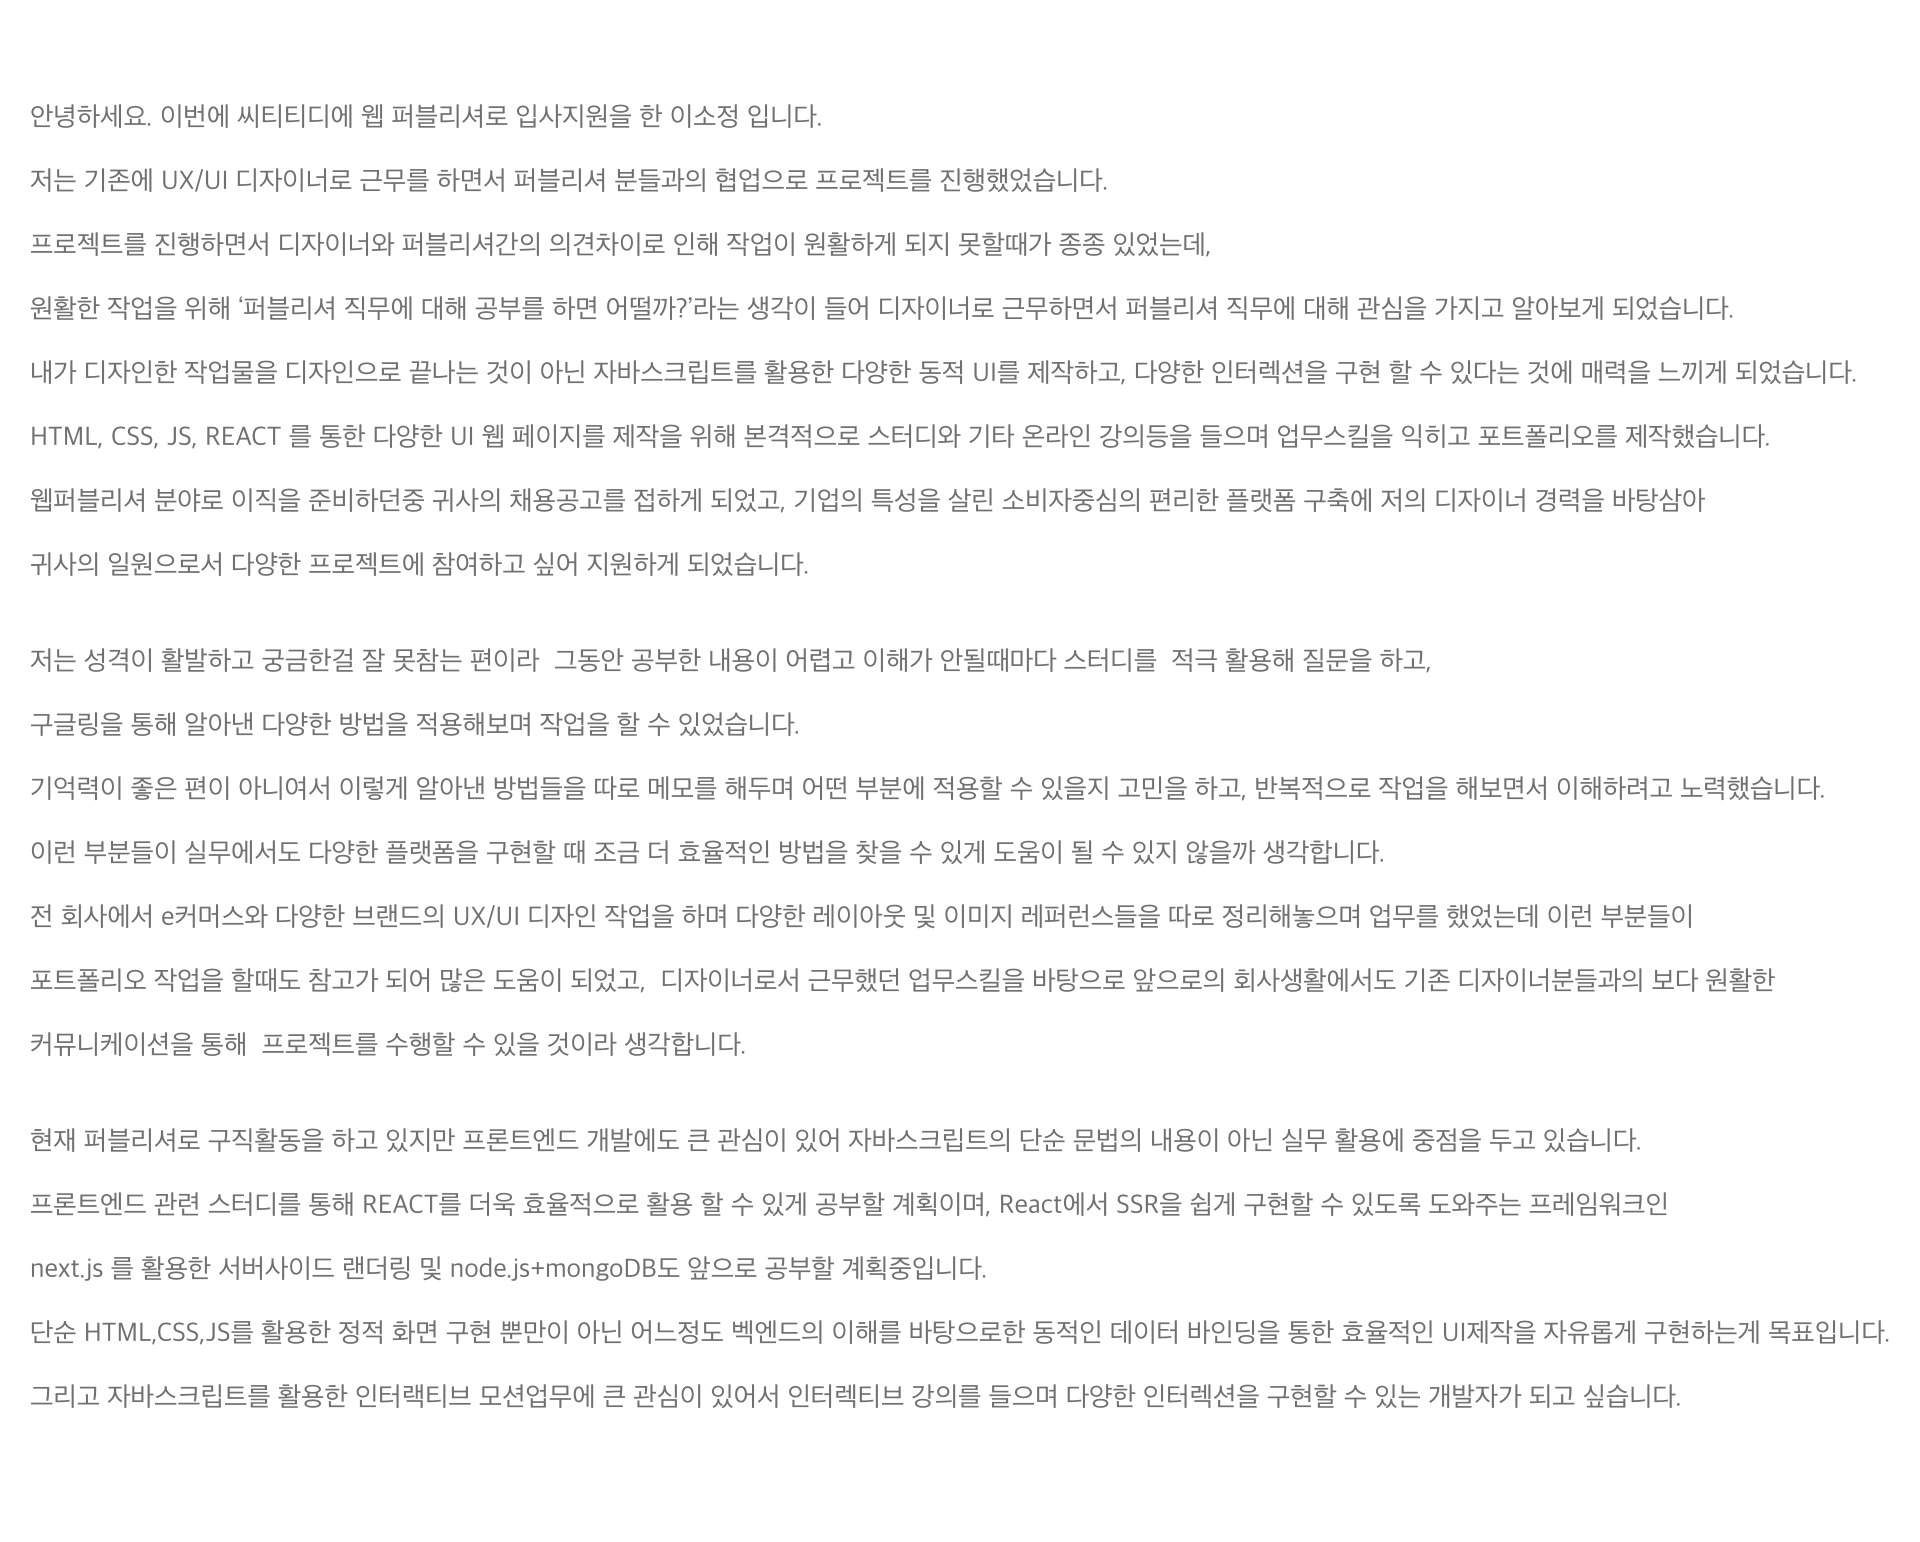 안녕하세요. 이번에 씨티티디에 웹 퍼블리셔로 입사지원을 한 이소정 입니다.
저는 기존에 UX/UI 디자이너로 근무를 하면서 퍼블리셔 분들과의 협업으로 프로젝트를 진행했었습니다.
프로젝트를 진행하면서 디자이너와 퍼블리셔간의 의견차이로 인해 작업이 원활하게 되지 못할때가 종종 있었는데,
원활한 작업을 위해 ‘퍼블리셔 직무에 대해 공부를 하면 어떨까?’라는 생각이 들어 디자이너로 근무하면서 퍼블리셔 직무에 대해 관심을 가지고 알아보게 되었습니다.
내가 디자인한 작업물을 디자인으로 끝나는 것이 아닌 자바스크립트를 활용한 다양한 동적 UI를 제작하고, 다양한 인터렉션을 구현 할 수 있다는 것에 매력을 느끼게 되었습니다.
HTML, CSS, JS, REACT 를 통한 다양한 UI 웹 페이지를 제작을 위해 본격적으로 스터디와 기타 온라인 강의등을 들으며 업무스킬을 익히고 포트폴리오를 제작했습니다.
웹퍼블리셔 분야로 이직을 준비하던중 귀사의 채용공고를 접하게 되었고, 기업의 특성을 살린 소비자중심의 편리한 플랫폼 구축에 저의 디자이너 경력을 바탕삼아
귀사의 일원으로서 다양한 프로젝트에 참여하고 싶어 지원하게 되었습니다.
저는 성격이 활발하고 궁금한걸 잘 못참는 편이라  그동안 공부한 내용이 어렵고 이해가 안될때마다 스터디를  적극 활용해 질문을 하고,
구글링을 통해 알아낸 다양한 방법을 적용해보며 작업을 할 수 있었습니다.
기억력이 좋은 편이 아니여서 이렇게 알아낸 방법들을 따로 메모를 해두며 어떤 부분에 적용할 수 있을지 고민을 하고, 반복적으로 작업을 해보면서 이해하려고 노력했습니다.
이런 부분들이 실무에서도 다양한 플랫폼을 구현할 때 조금 더 효율적인 방법을 찾을 수 있게 도움이 될 수 있지 않을까 생각합니다.
전 회사에서 e커머스와 다양한 브랜드의 UX/UI 디자인 작업을 하며 다양한 레이아웃 및 이미지 레퍼런스들을 따로 정리해놓으며 업무를 했었는데 이런 부분들이
포트폴리오 작업을 할때도 참고가 되어 많은 도움이 되었고,  디자이너로서 근무했던 업무스킬을 바탕으로 앞으로의 회사생활에서도 기존 디자이너분들과의 보다 원활한
커뮤니케이션을 통해  프로젝트를 수행할 수 있을 것이라 생각합니다.
현재 퍼블리셔로 구직활동을 하고 있지만 프론트엔드 개발에도 큰 관심이 있어 자바스크립트의 단순 문법의 내용이 아닌 실무 활용에 중점을 두고 있습니다.
프론트엔드 관련 스터디를 통해 REACT를 더욱 효율적으로 활용 할 수 있게 공부할 계획이며, React에서 SSR을 쉽게 구현할 수 있도록 도와주는 프레임워크인
next.js 를 활용한 서버사이드 랜더링 및 node.js+mongoDB도 앞으로 공부할 계획중입니다.
단순 HTML,CSS,JS를 활용한 정적 화면 구현 뿐만이 아닌 어느정도 벡엔드의 이해를 바탕으로한 동적인 데이터 바인딩을 통한 효율적인 UI제작을 자유롭게 구현하는게 목표입니다.
그리고 자바스크립트를 활용한 인터랙티브 모션업무에 큰 관심이 있어서 인터렉티브 강의를 들으며 다양한 인터렉션을 구현할 수 있는 개발자가 되고 싶습니다.